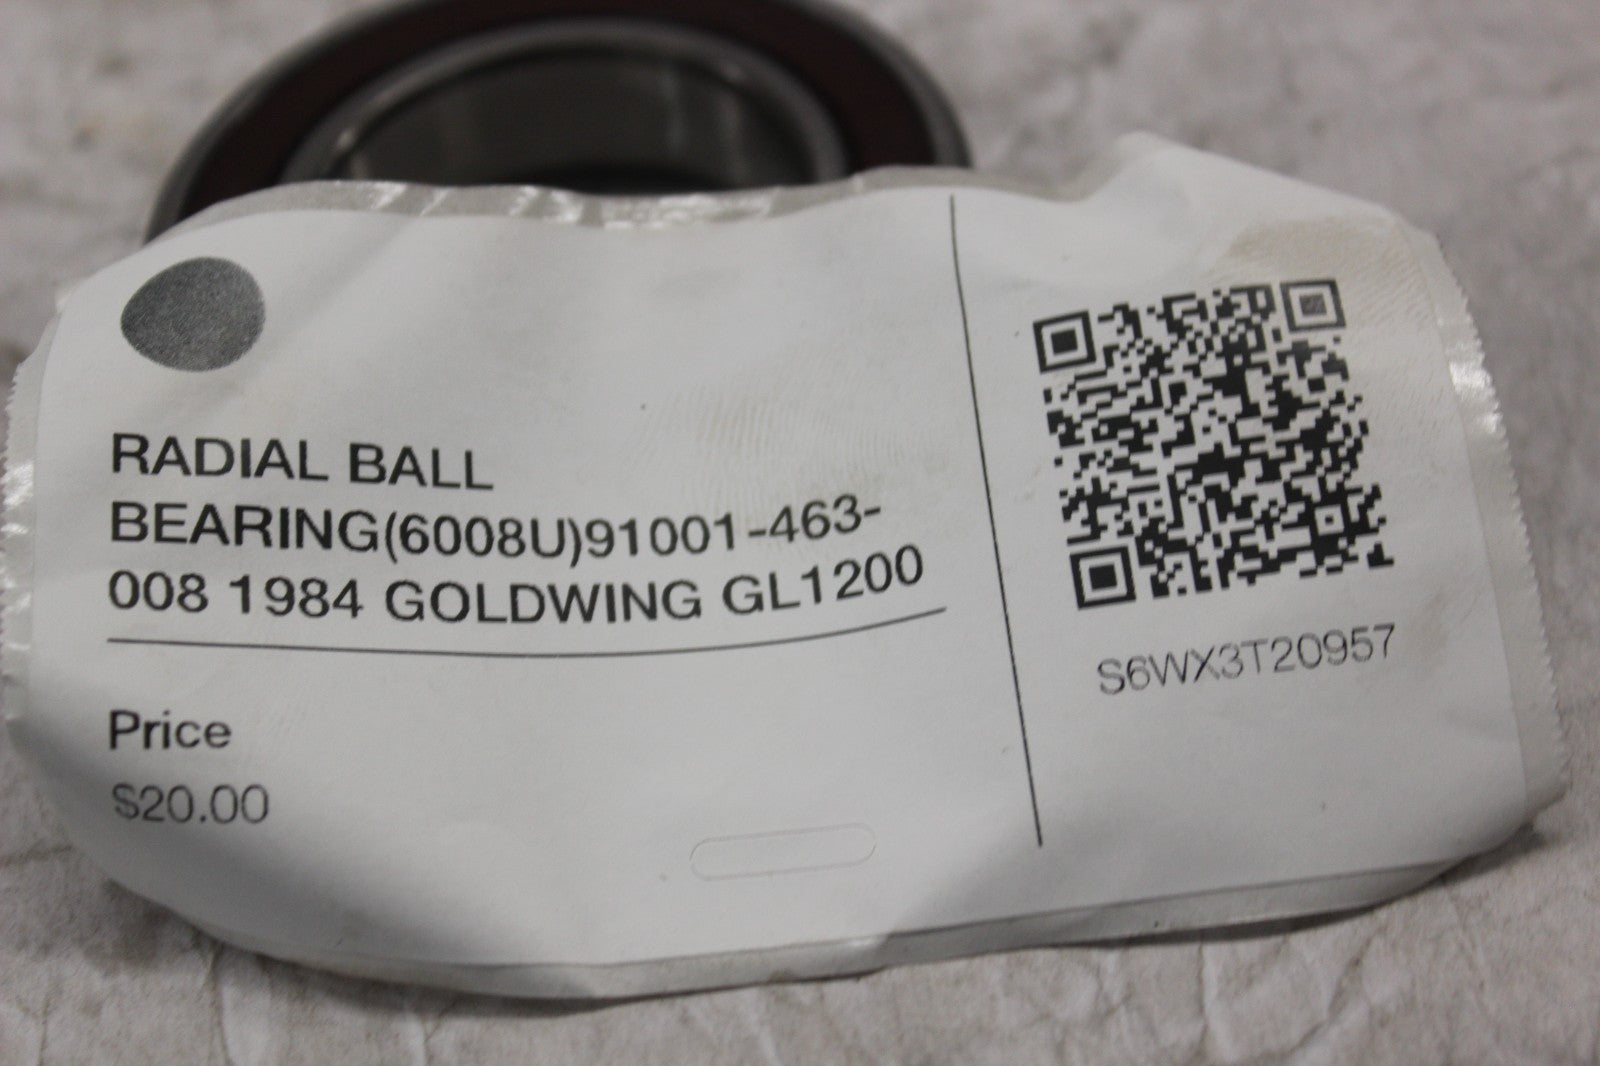 RADIAL BALL
BEARING(6008U)91001-463-
008 1984 GOLDWING GL1200
Price
$20.00
S6WX3T20957